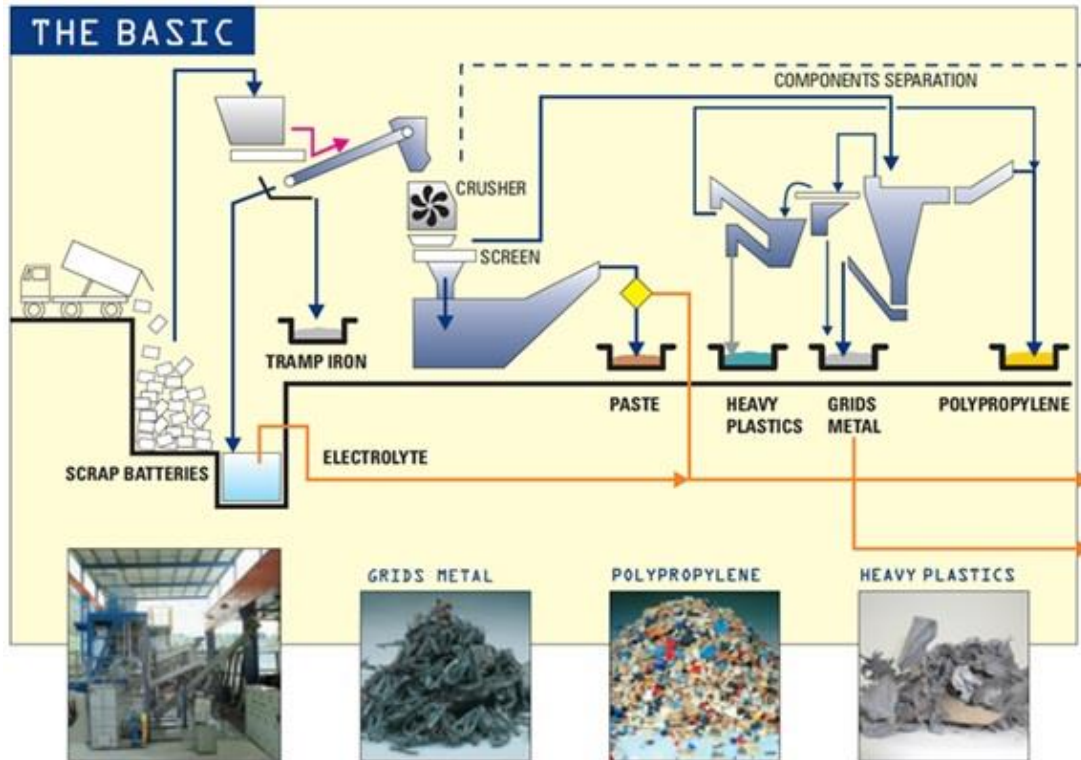 THE BASIC
COMPONENTS SEPARATION
CRUSHER
SCREEN
TRAMP IRON
PASTE
HEAVY
PLASTICS
GRIDS
METAL
POLYPROPYLENE
SCRAP BATTERIES
ELECTROLYTE
GRIDS METAL
POLYPROPYLENE
HEAVY PLASTICS